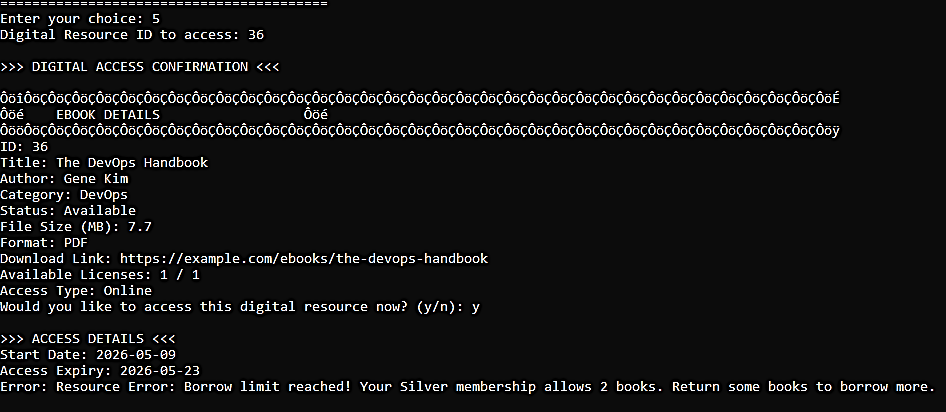 =========================================
Enter your choice: 5
Digital Resource ID to access: 36
>>> DIGITAL ACCESS CONFIRMATION <<<
ÔöîÔöÇÔöÇÔöÇÔöÇÔöÇÔöÇÔöÇÔöÇÔöÇÔöÇÔöÇÔöÇÔöÇÔöÇÔöÇÔöÇÔöÇÔöÇÔöÇÔöÇÔöÇÔöÇÔöÇÔöÇÔöÇÔöÇÔöÇÔöÇÔöÇÔöÇÔöÇÔöÇÔöÇÔöÉ
Ôöé    EBOOK DETAILS                  Ôöé
ÔööÔöÇÔöÇÔöÇÔöÇÔöÇÔöÇÔöÇÔöÇÔöÇÔöÇÔöÇÔöÇÔöÇÔöÇÔöÇÔöÇÔöÇÔöÇÔöÇÔöÇÔöÇÔöÇÔöÇÔöÇÔöÇÔöÇÔöÇÔöÇÔöÇÔöÇÔöÇÔöÇÔöÇÔöÿ
ID: 36
Title: The DevOps Handbook
Author: Gene Kim
Category: DevOps
Status: Available
File Size (MB): 7.7
Format: PDF
Download Link: https://example.com/ebooks/the-devops-handbook
Available Licenses: 1 / 1
Access Type: Online
Would you like to access this digital resource now? (y/n): y
>>> ACCESS DETAILS <<<
Start Date: 2026-05-09
Access Expiry: 2026-05-23
Error: Resource Error: Borrow limit reached! Your Silver membership allows 2 books. Return some books to borrow more.